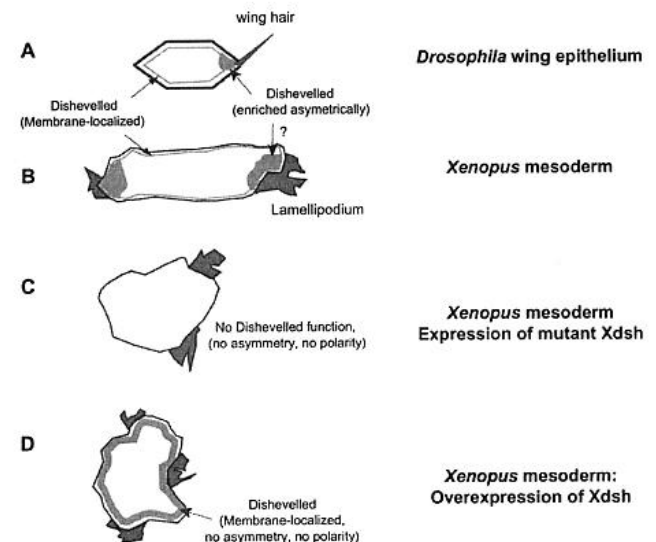 wing hair
A
Drosophila wing epithelium
Dishevelled
(Membrane-localized)
Dishevelled
(enriched asymetrically)
?
B
Xenopus mesoderm
Lamellipodium
C
No Dishevelled function,
(no asymmetry, no polarity)
Xenopus mesoderm
Expression of mutant Xdsh
D
Dishevelled
(Membrane-localized,
no asymmetry, no polarity)
Xenopus mesoderm:
Overexpression of Xdsh